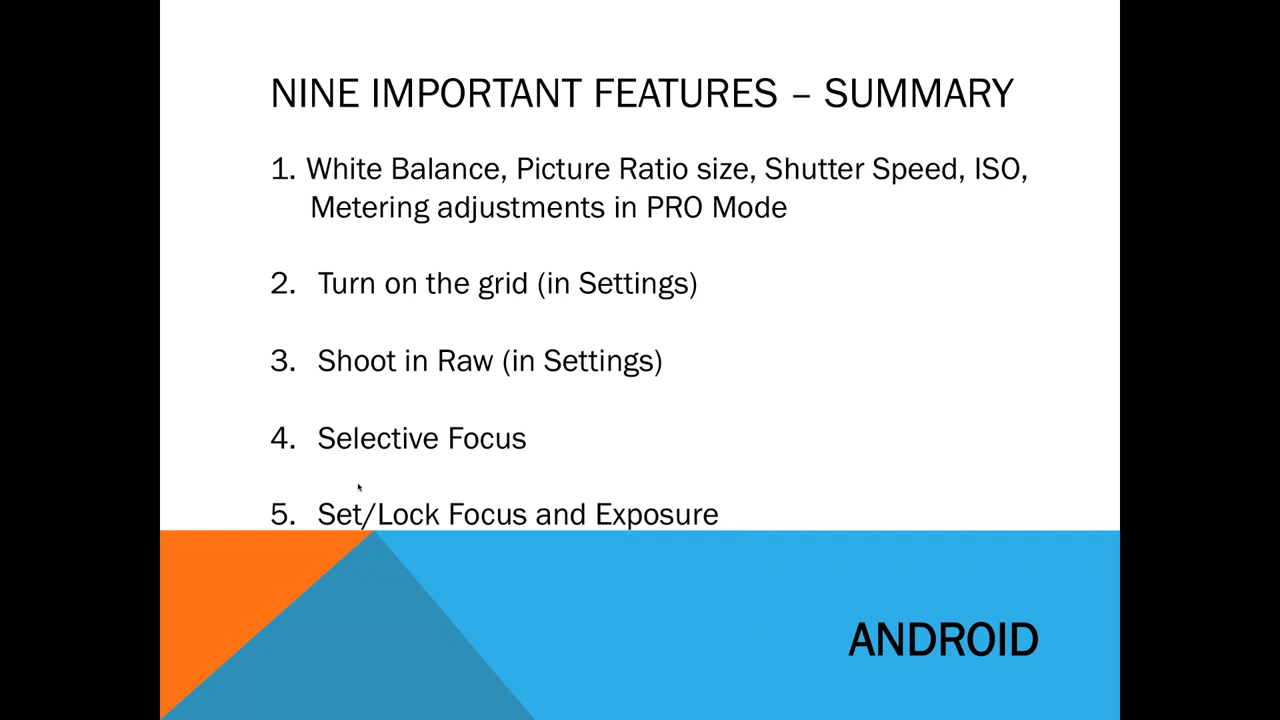 NINE IMPORTANT FEATURES – SUMMARY
1. White Balance, Picture Ratio size, Shutter Speed, ISO,
Metering adjustments in PRO Mode
2. Turn on the grid (in Settings)
3. Shoot in Raw (in Settings)
4. Selective Focus
5. Set/Lock Focus and Exposure
ANDROID